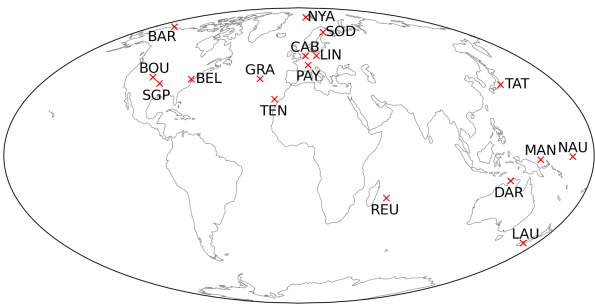 NYA
BAR
SOD
CAB
LIN
BOU
GRA
PAY
BEL
SGP
TAT
TEN
MAN
NAU
DAR
REU
LAU